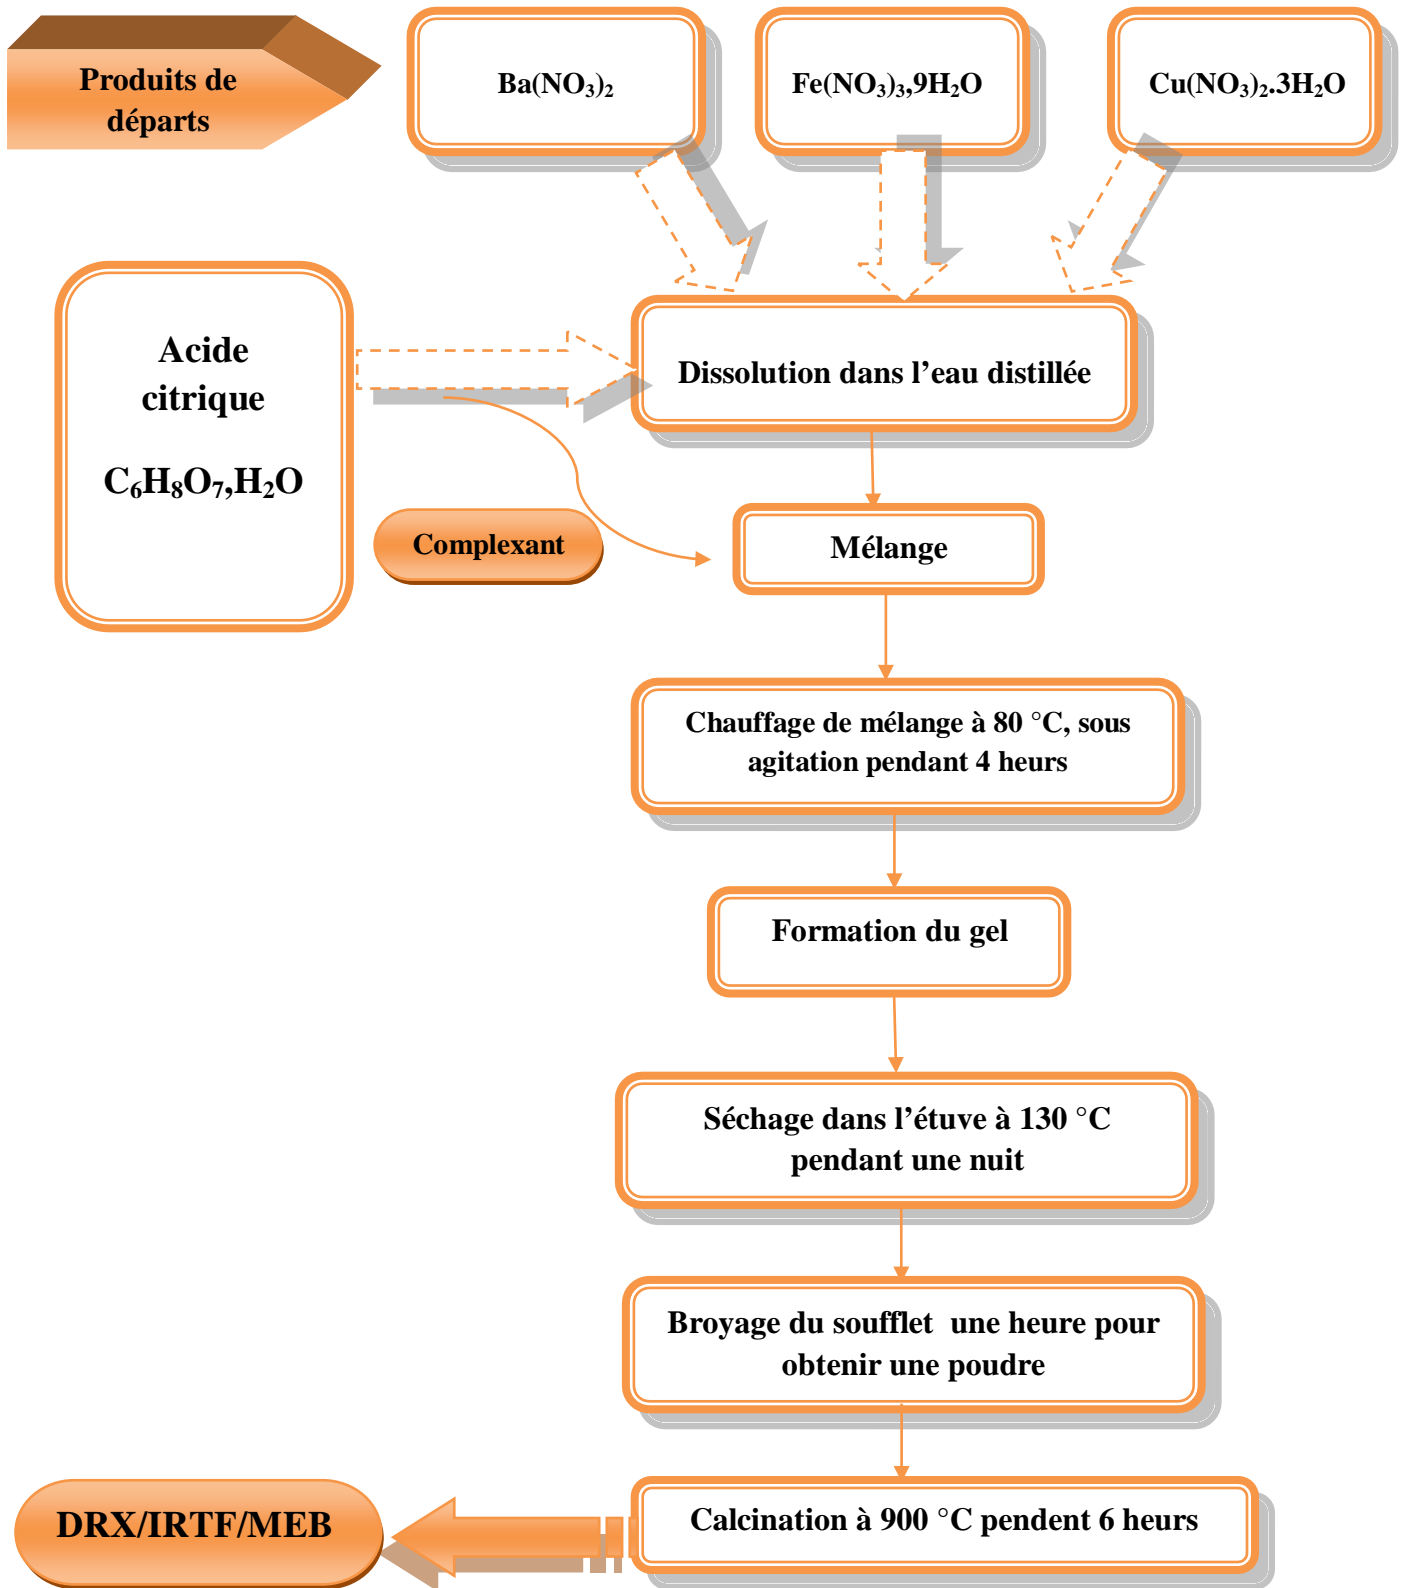 Produits de
départs
Ba(NO₃)₂
Fe(NO₃)₃,9H₂O
Cu(NO₃)₂.3H₂O
Acide
citrique
C₆H₈O₇,H₂O
Dissolution dans l’eau distillée
Complexant
Mélange
Chauffage de mélange à 80 °C, sous
agitation pendant 4 heurs
Formation du gel
Séchage dans l’étuve à 130 °C
pendant une nuit
Broyage du soufflet une heure pour
obtenir une poudre
Calcination à 900 °C pendent 6 heurs
DRX/IRTF/MEB